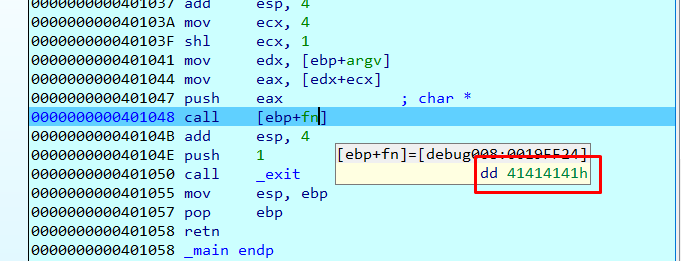 0000000000401037 add esp, 4
000000000040103A mov ecx, 4
000000000040103F shl ecx, 1
0000000000401041 mov edx, [ebp+argv]
0000000000401044 mov eax, [edx+ecx]
0000000000401047 push eax ; char *
0000000000401048 call [ebp+fn]
000000000040104B add esp, 4
000000000040104E push 1
[ebp+fn]=[debug008:0019FF24]
0000000000401050 call _exit
dd 41414141h
0000000000401055 mov esp, ebp
0000000000401057 pop ebp
0000000000401058 retn
0000000000401058 _main endp